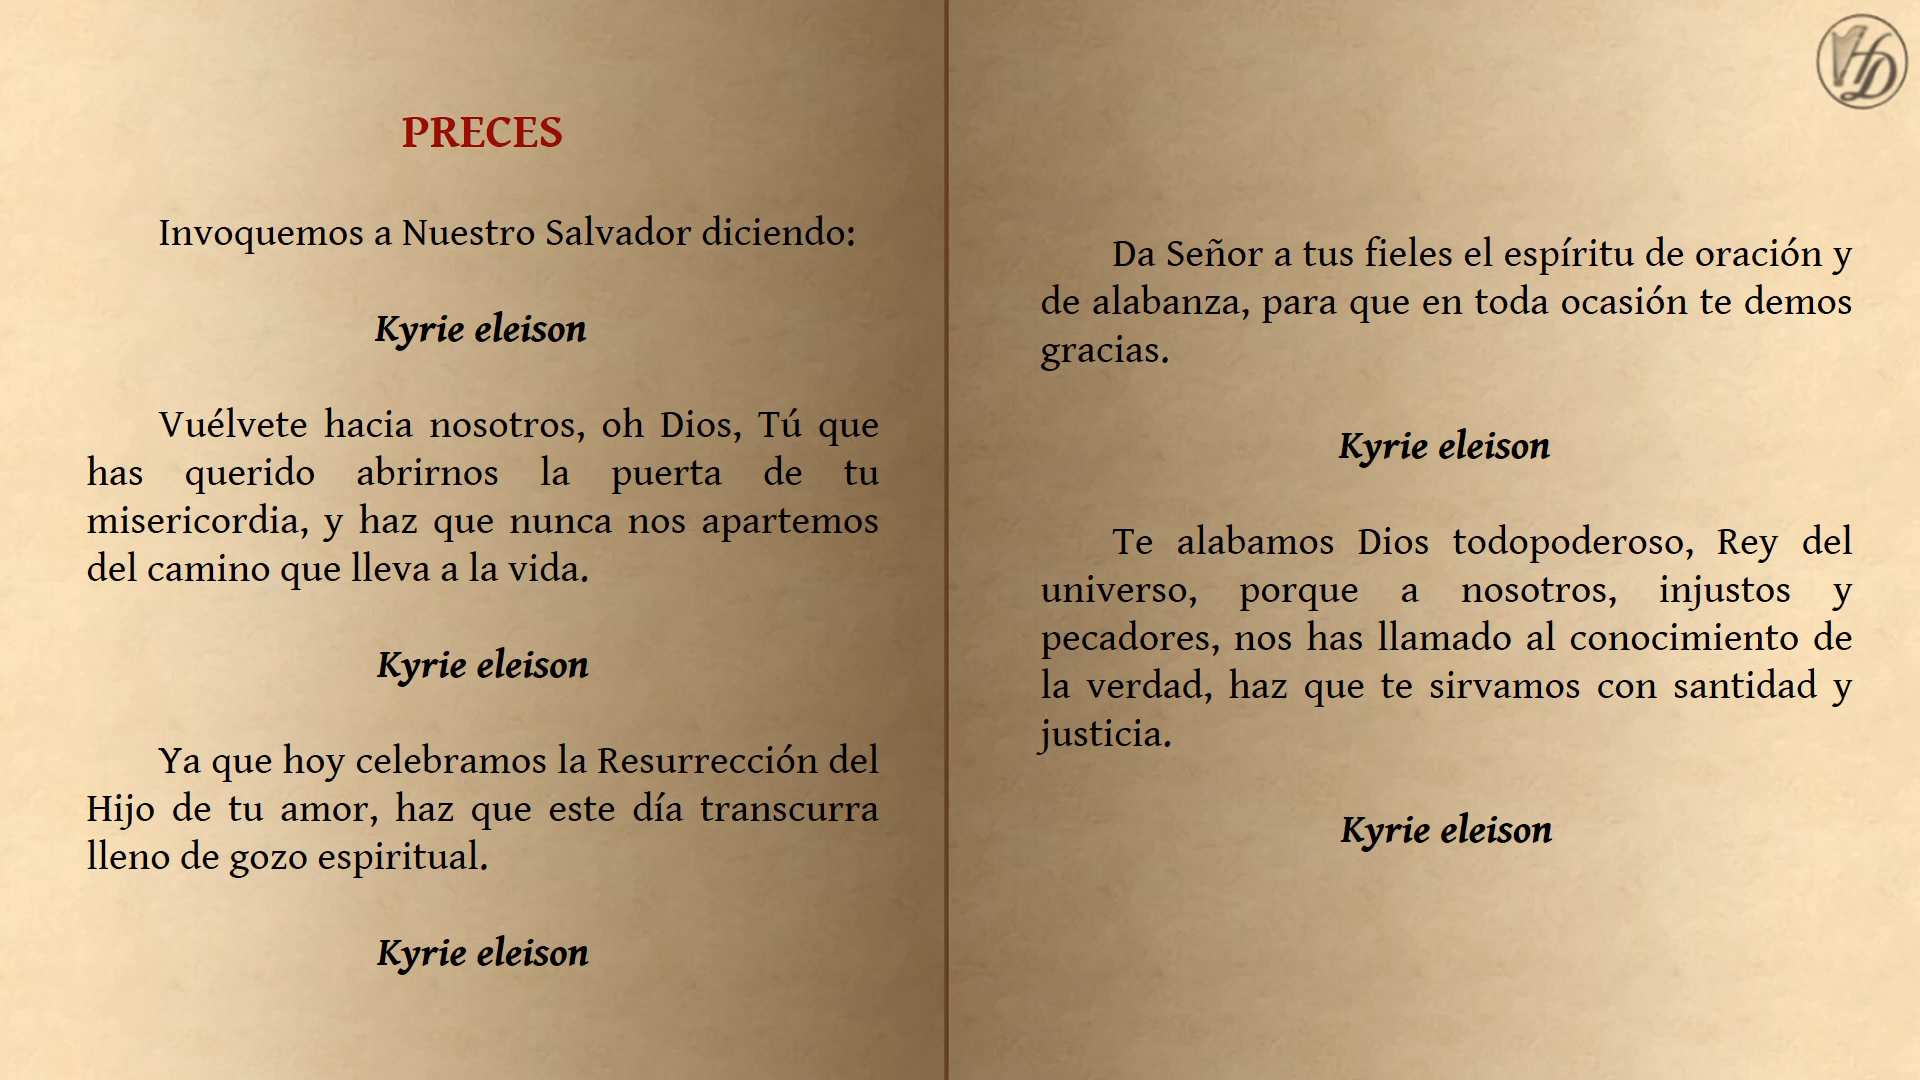 PRECES
Invoquemos a Nuestro Salvador diciendo:
Kyrie eleison
Vuélvete hacia nosotros, oh Dios, Tú que
has querido abrirnos la puerta de tu
misericordia, y haz que nunca nos apartemos
del camino que lleva a la vida.
Kyrie eleison
Ya que hoy celebramos la Resurrección del
Hijo de tu amor, haz que este día transcurra
lleno de gozo espiritual.
Kyrie eleison
Da Señor a tus fieles el espíritu de oración y
de alabanza, para que en toda ocasión te demos
gracias.
Kyrie eleison
Te alabamos Dios todopoderoso, Rey del
universo, porque a nosotros, injustos y
pecadores, nos has llamado al conocimiento de
la verdad, haz que te sirvamos con santidad y
justicia.
Kyrie eleison
HD